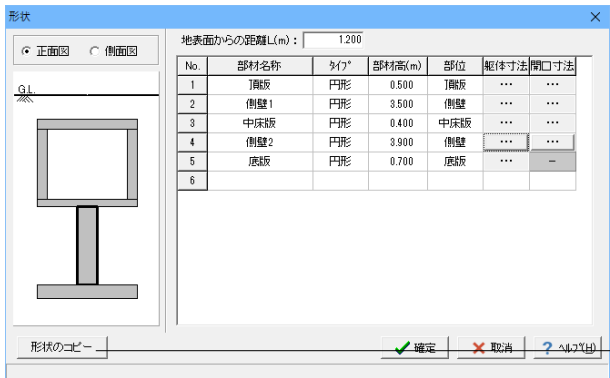 形状
正面図 側面図
地表面からの距離L(m): 1.200
G.L.
No. 部材名称 ﾀｲﾌﾟ 部材高(m) 部位 躯体寸法 開口寸法
1 頂版 円形 0.500 頂版 … …
2 側壁1 円形 3.500 側壁 … …
3 中床版 円形 0.400 中床版 … …
4 側壁2 円形 3.900 側壁 … …
5 底版 円形 0.700 底版 … −
6
形状のコピー 確定 取消 ? ﾍﾙﾌﾟ(H)